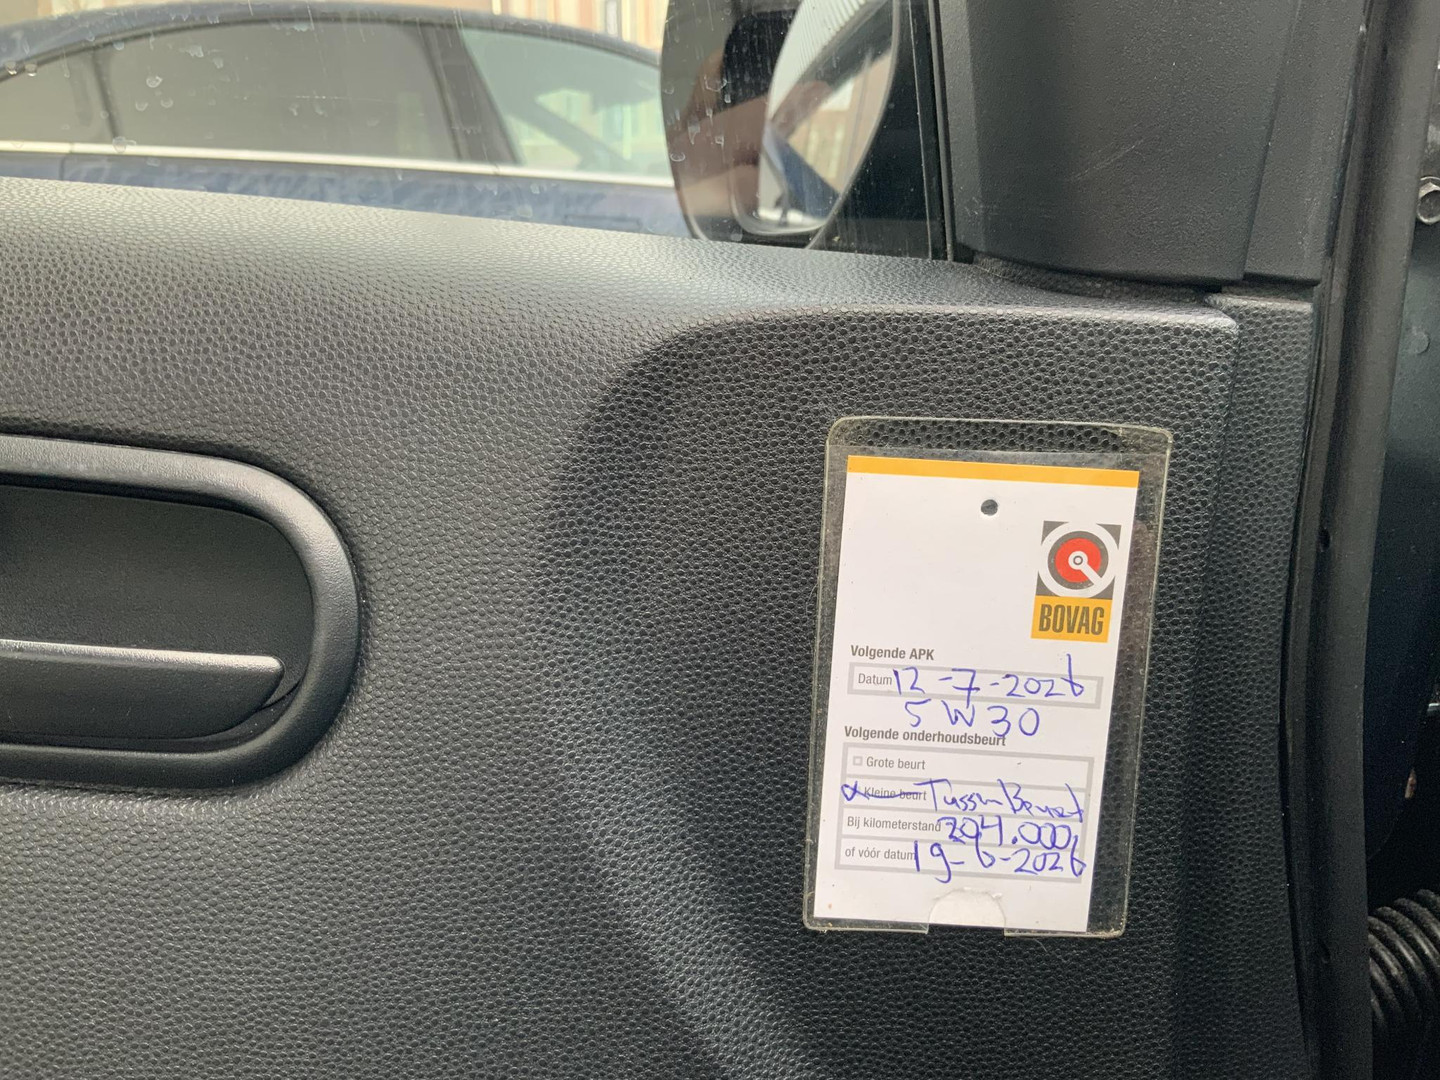 BOVAG
Volgende APK
Datum 12-7-2026
5W30
Volgende onderhoudsbeurt
Grote beurt
Kleine beurt Tussn Beurt
Bij kilometerstand 204.000,
of vóór datum 19-6-2026